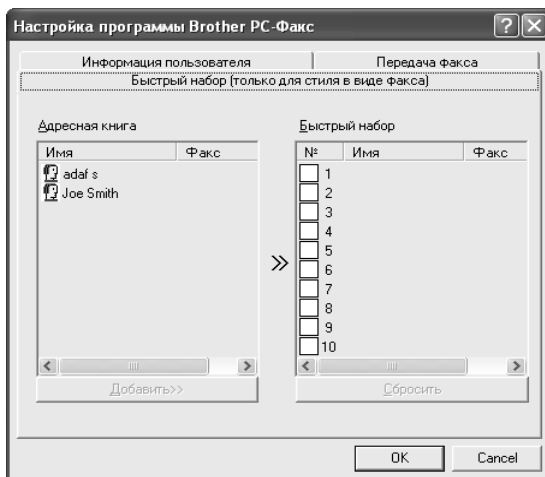 Настройка программы Brother PC-Факс
Информация пользователя
Передача факса
Быстрый набор (только для стиля в виде факса)
Адресная книга
Имя Факс
adaf s
Joe Smith
Добавить>>
Быстрый набор
№ Имя Факс
1
2
3
4
5
6
7
8
9
10
Сбросить
OK Cancel